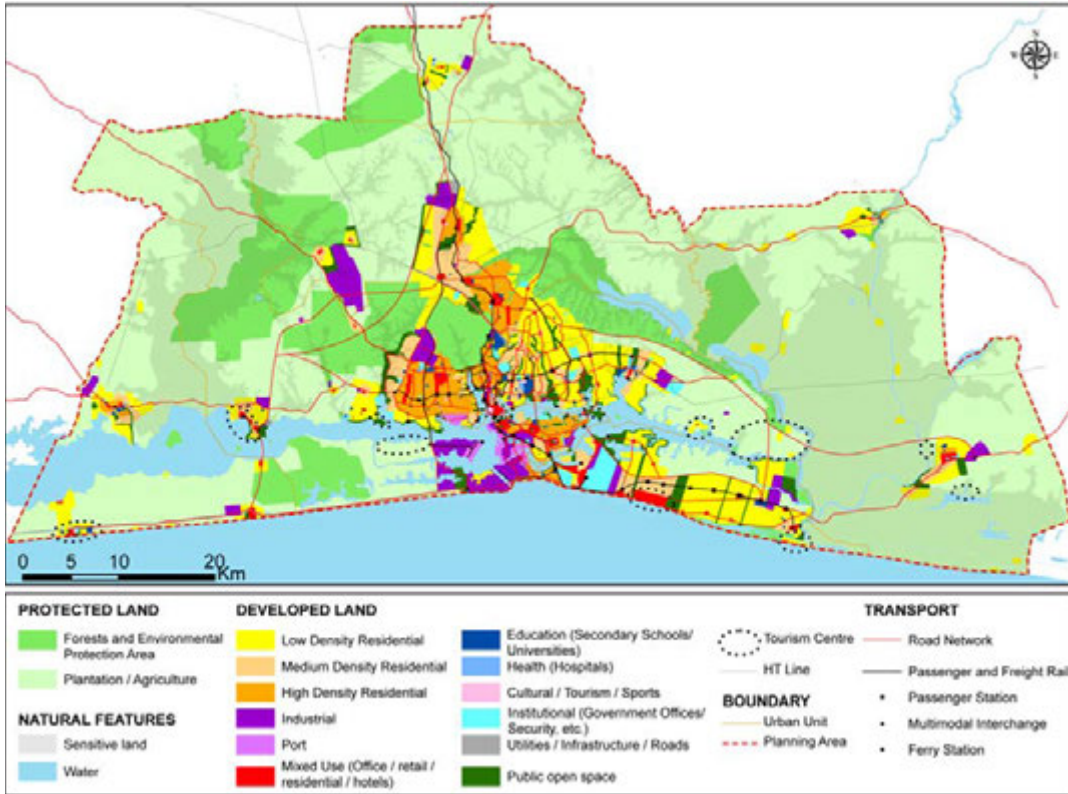 N
W E
S
0 5 10 20
Km
PROTECTED LAND
Forests and Environmental
Protection Area
Plantation / Agriculture
NATURAL FEATURES
Sensitive land
Water
DEVELOPED LAND
Low Density Residential
Medium Density Residential
High Density Residential
Industrial
Port
Mixed Use (Office / retail /
residential / hotels)
Education (Secondary Schools/
Universities)
Health (Hospitals)
Cultural / Tourism / Sports
Institutional (Government Offices/
Security, etc.)
Utilities / Infrastructure / Roads
Public open space
Tourism Centre
HT Line
BOUNDARY
Urban Unit
Planning Area
TRANSPORT
Road Network
Passenger and Freight Rail
Passenger Station
Multimodal Interchange
Ferry Station